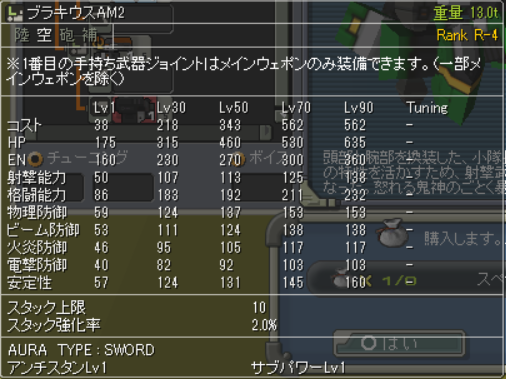 ブラキウスAM2 重量 13.0t
陸 空 砲 補 Rank R-4
※1番目の手持ち武器ジョイントはメインウェポンのみ装備できます。(一部メ
インウェポンを除く)
Lv1 Lv30 Lv50 Lv70 Lv90 Tuning
コスト 38 218 343 562 562 -
HP 175 315 460 530 635 -
EN 160 230 270 300 360 -
射撃能力 50 107 113 125 138 -
格闘能力 86 183 192 211 232 -
物理防御 59 124 137 153 153 -
ビーム防御 53 111 124 138 138 -
火炎防御 46 95 105 117 117 -
電撃防御 40 82 92 103 103 -
安定性 57 124 131 145 160 -
スタック上限 10
スタック強化率 2.0%
AURA TYPE : SWORD
アンチスタンLv1 サブパワーLv1
チューニング
ボイス
購入します。
はい